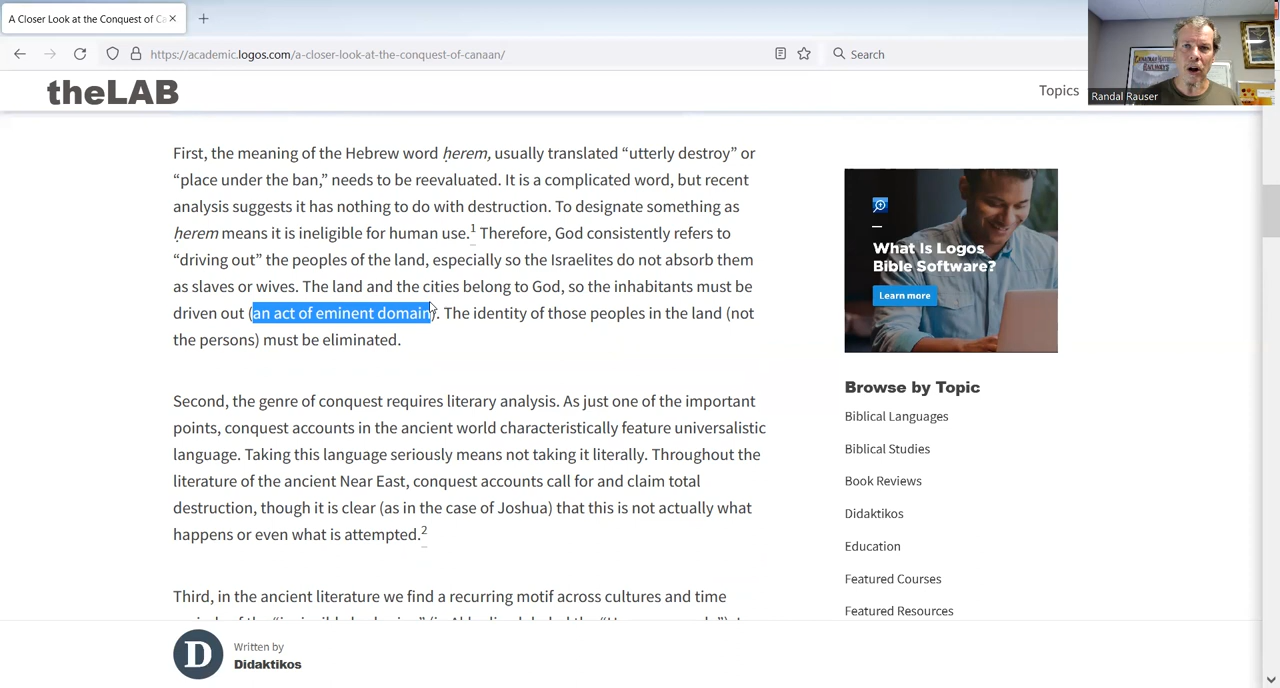 A Closer Look at the Conquest of Ca
https://academic.logos.com/a-closer-look-at-the-conquest-of-canaan/
Search
Randal Rauser
theLAB
Topics
First, the meaning of the Hebrew word ḥerem, usually translated “utterly destroy” or
“place under the ban,” needs to be reevaluated. It is a complicated word, but recent
analysis suggests it has nothing to do with destruction. To designate something as
ḥerem means it is ineligible for human use.1 Therefore, God consistently refers to
“driving out” the peoples of the land, especially so the Israelites do not absorb them
as slaves or wives. The land and the cities belong to God, so the inhabitants must be
driven out (an act of eminent domain). The identity of those peoples in the land (not
the persons) must be eliminated.
Second, the genre of conquest requires literary analysis. As just one of the important
points, conquest accounts in the ancient world characteristically feature universalistic
language. Taking this language seriously means not taking it literally. Throughout the
literature of the ancient Near East, conquest accounts call for and claim total
destruction, though it is clear (as in the case of Joshua) that this is not actually what
happens or even what is attempted.2
Third, in the ancient literature we find a recurring motif across cultures and time
What Is Logos
Bible Software?
Learn more
Browse by Topic
Biblical Languages
Biblical Studies
Book Reviews
Didaktikos
Education
Featured Courses
Featured Resources
D
Written by
Didaktikos